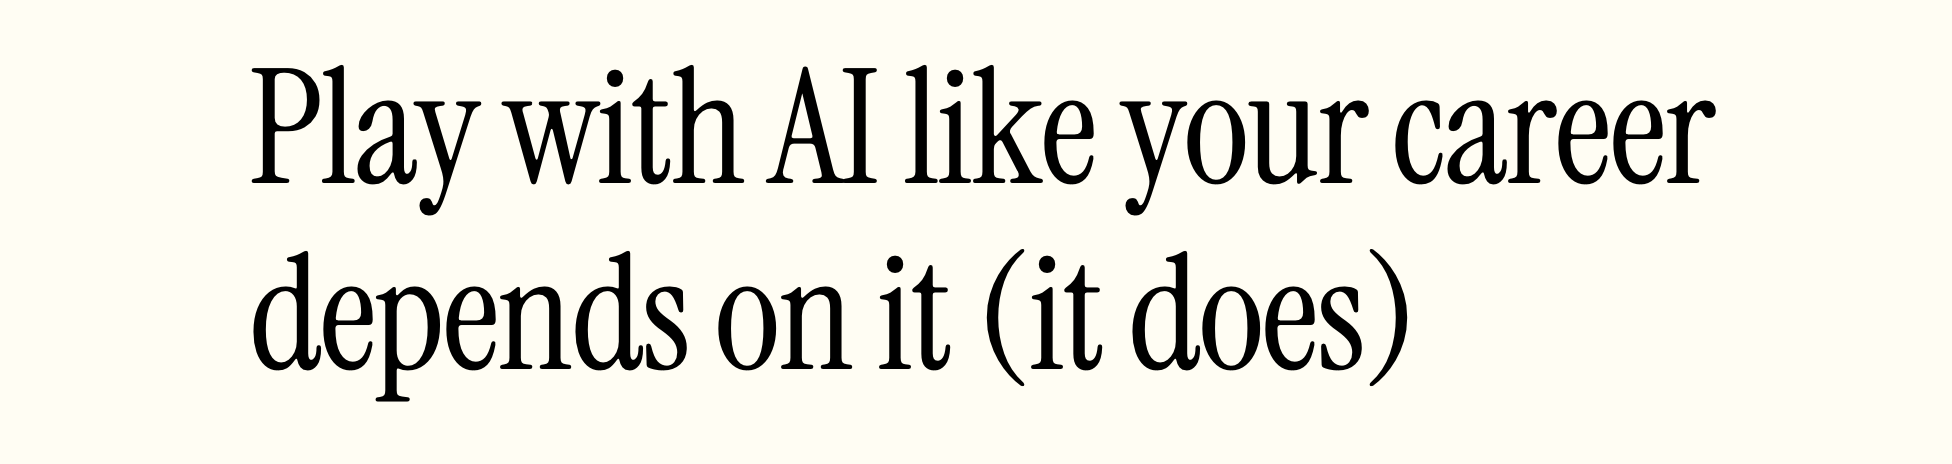 Play with AI like your career
depends on it (it does)